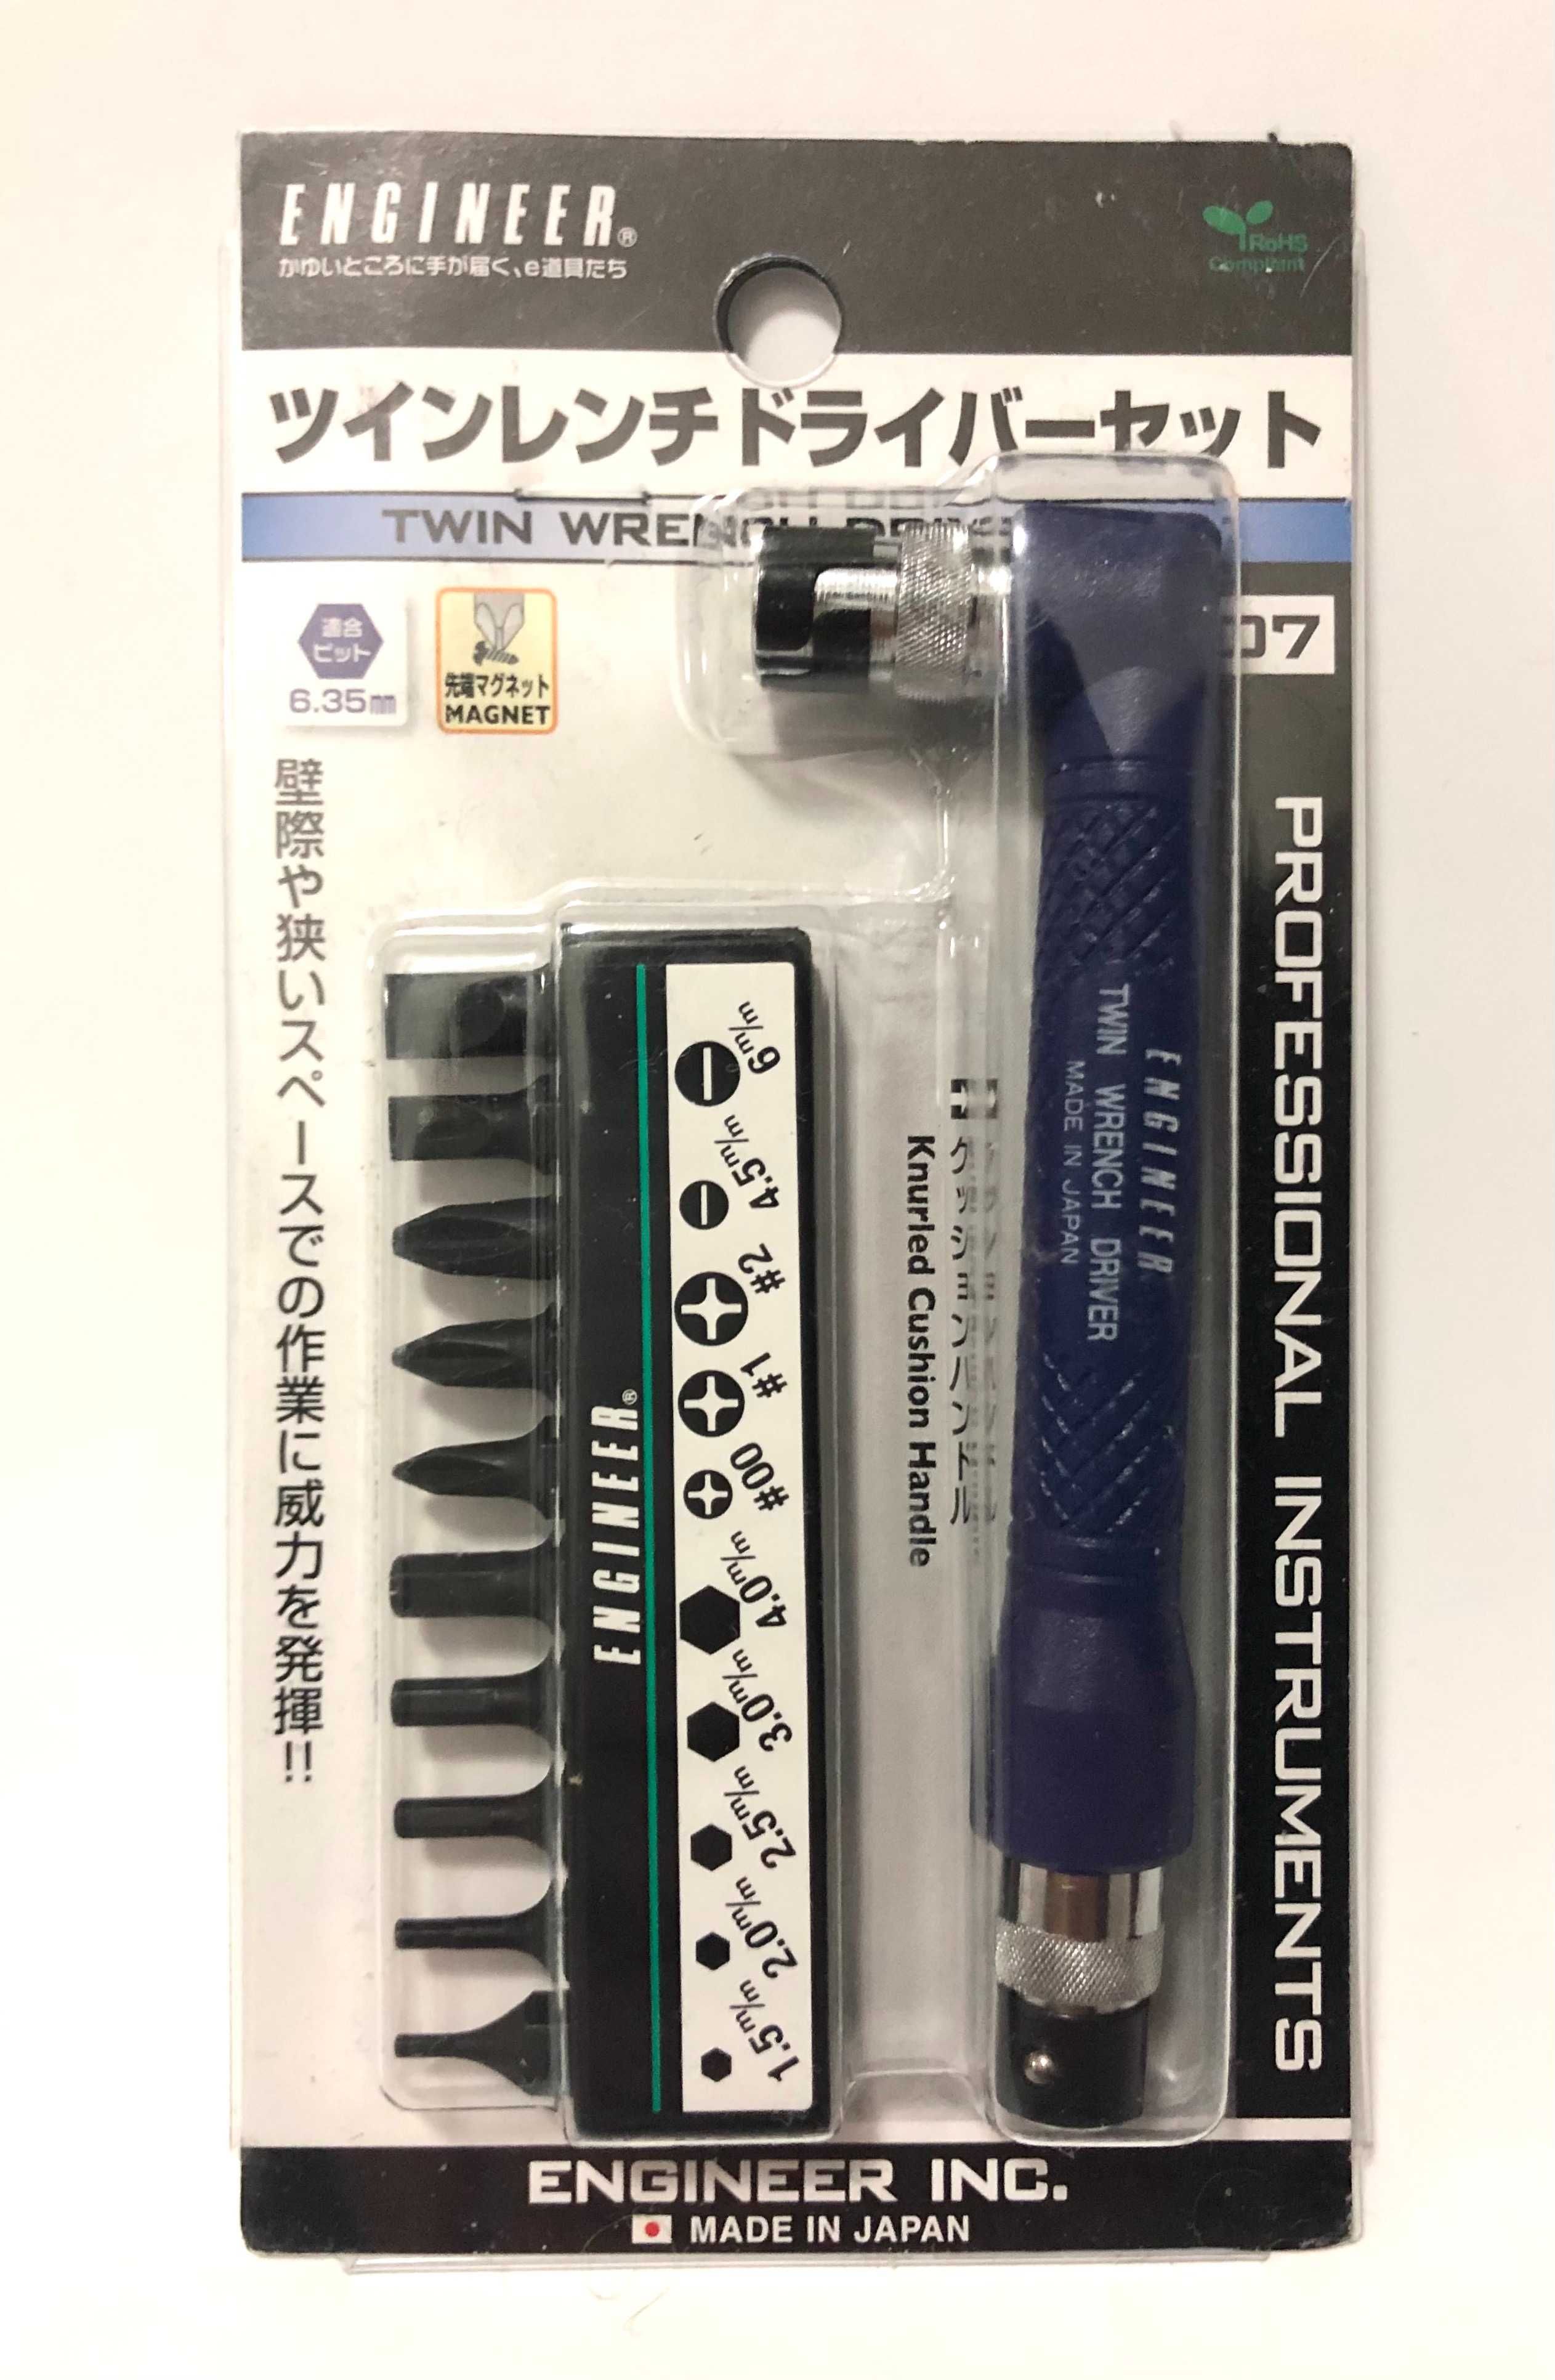 ENGINEER®
かゆいところに手が届く、e道具たち
RoHS
Compliant
ツインレンチドライバーセット
TWIN WRENCH
07
適合
ビット
6.35mm
先端マグネット
MAGNET
壁際や狭いスペースでの作業に威力を発揮!!
6m/m
4.5m/m
#2
#1
#00
4.0m/m
3.0m/m
2.5m/m
2.0m/m
1.5m/m
ENGINEER®
クッションハンドル
Knurled Cushion Handle
ENGINEER
TWIN WRENCH DRIVER
MADE IN JAPAN
PROFESSIONAL INSTRUMENTS
ENGINEER INC.
MADE IN JAPAN